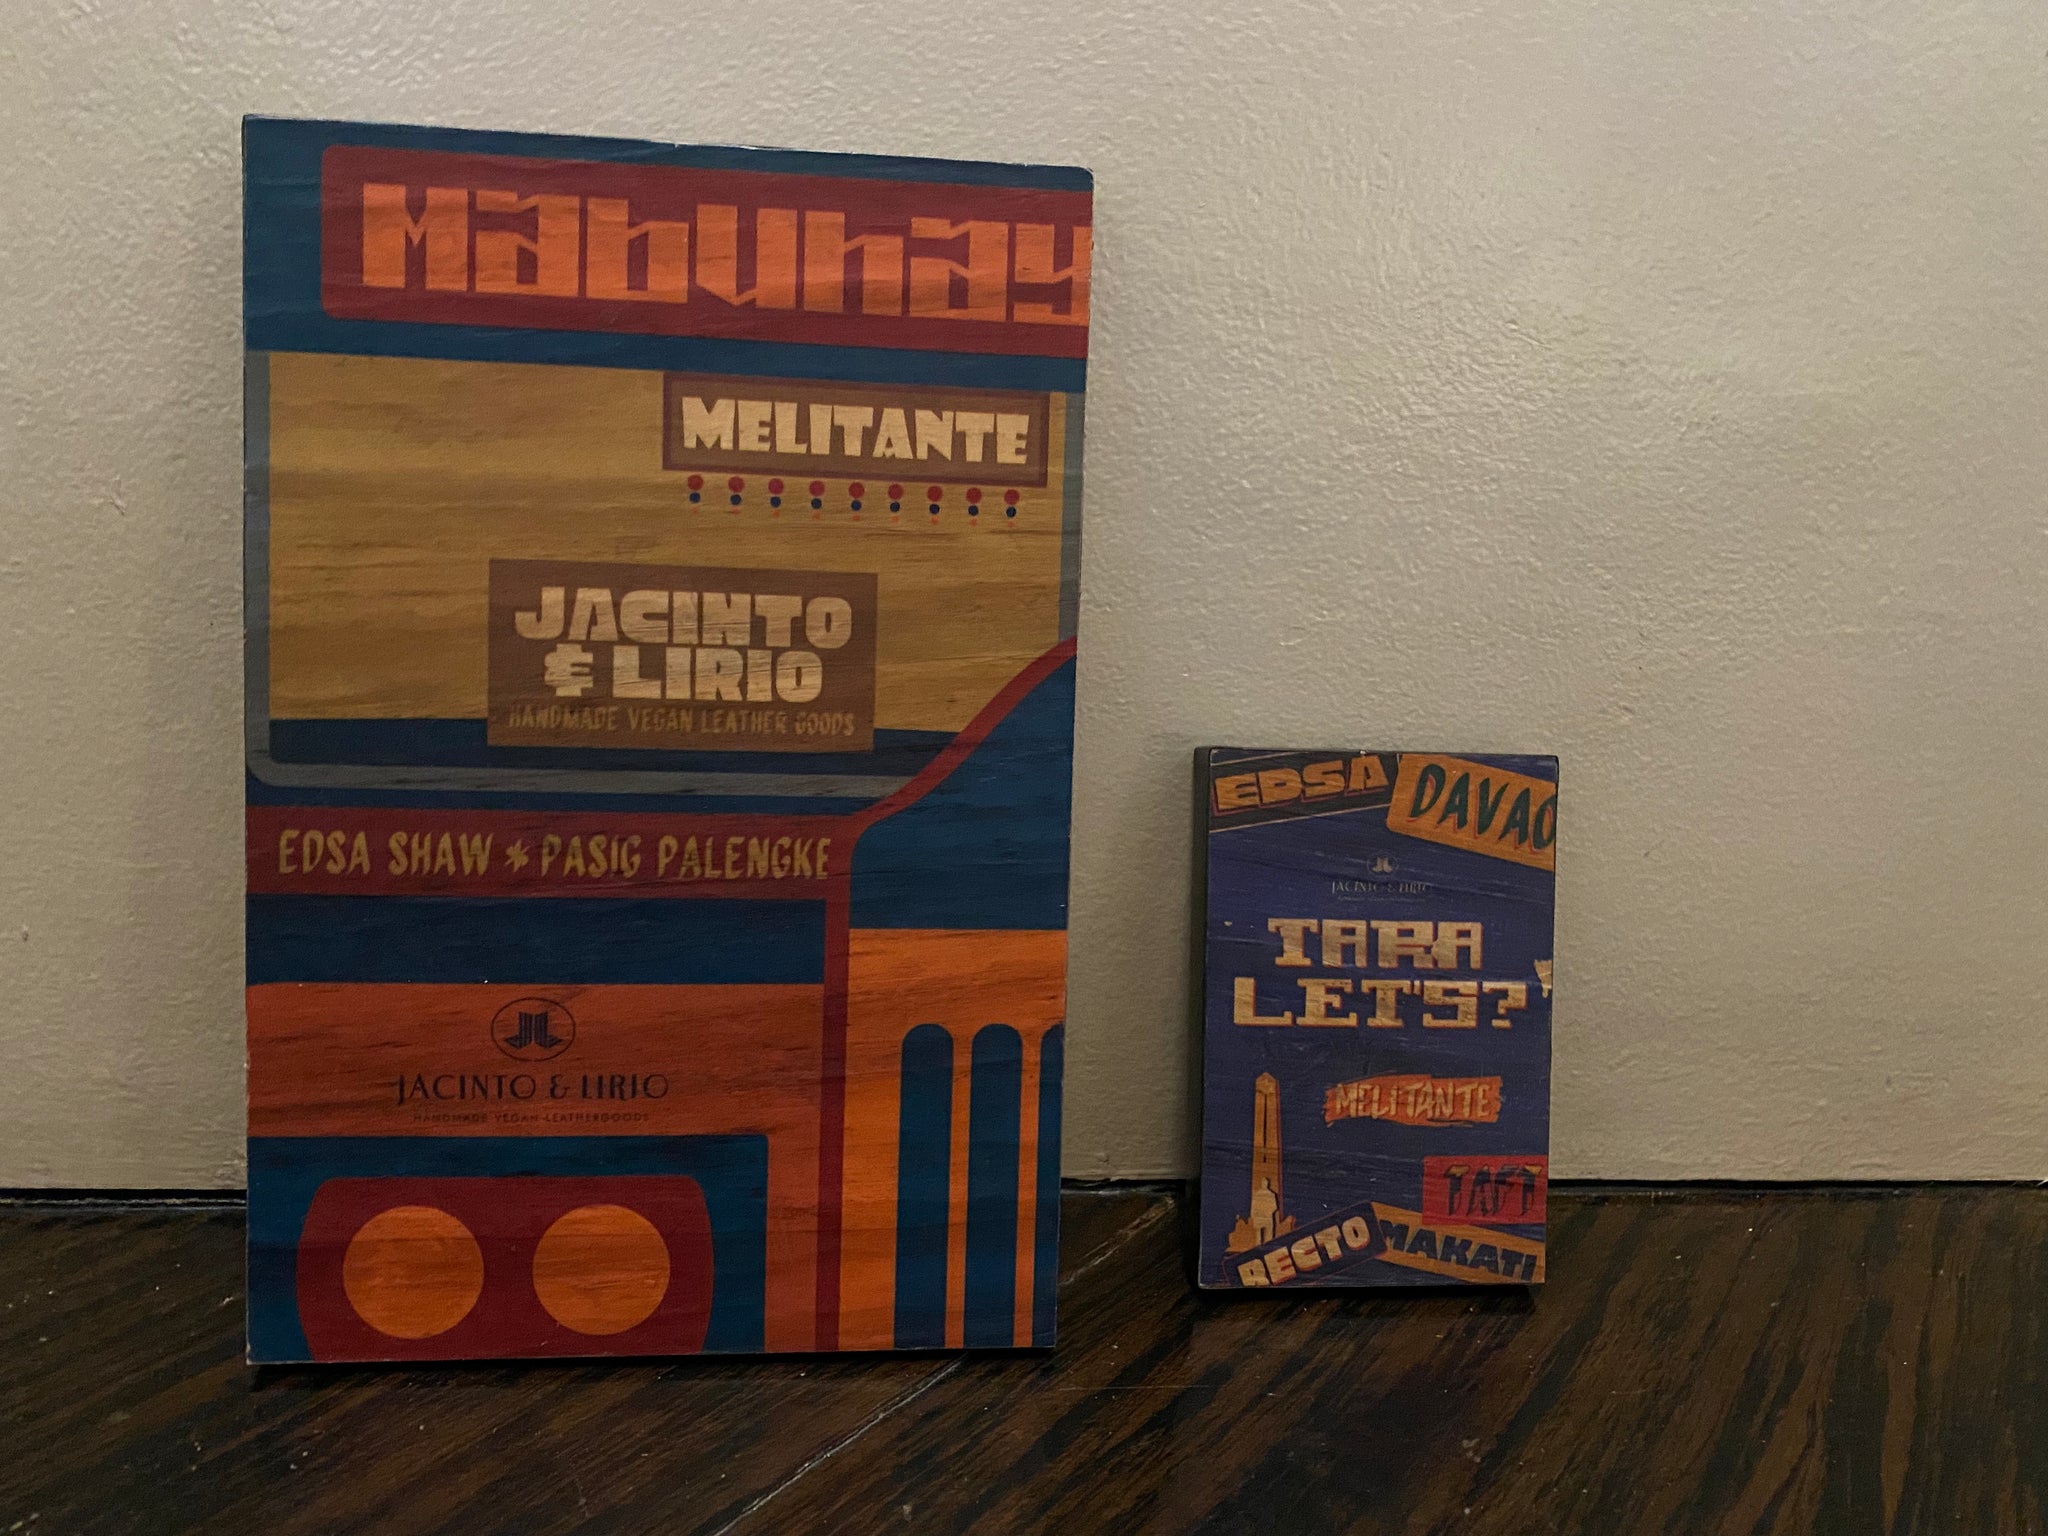 Mabuhay
MELITANTE
JACINTO
& LIRIO
HANDMADE VEGAN LEATHER GOODS
EDSA SHAW * PASIG PALENGKE
JACINTO & LIRIO
HANDMADE VEGAN LEATHERGOODS
EDSA
DAVAO
JACINTO & LIRIO
TARA
LET'S?
MELITANTE
TAFT
RECTO
MAKATI